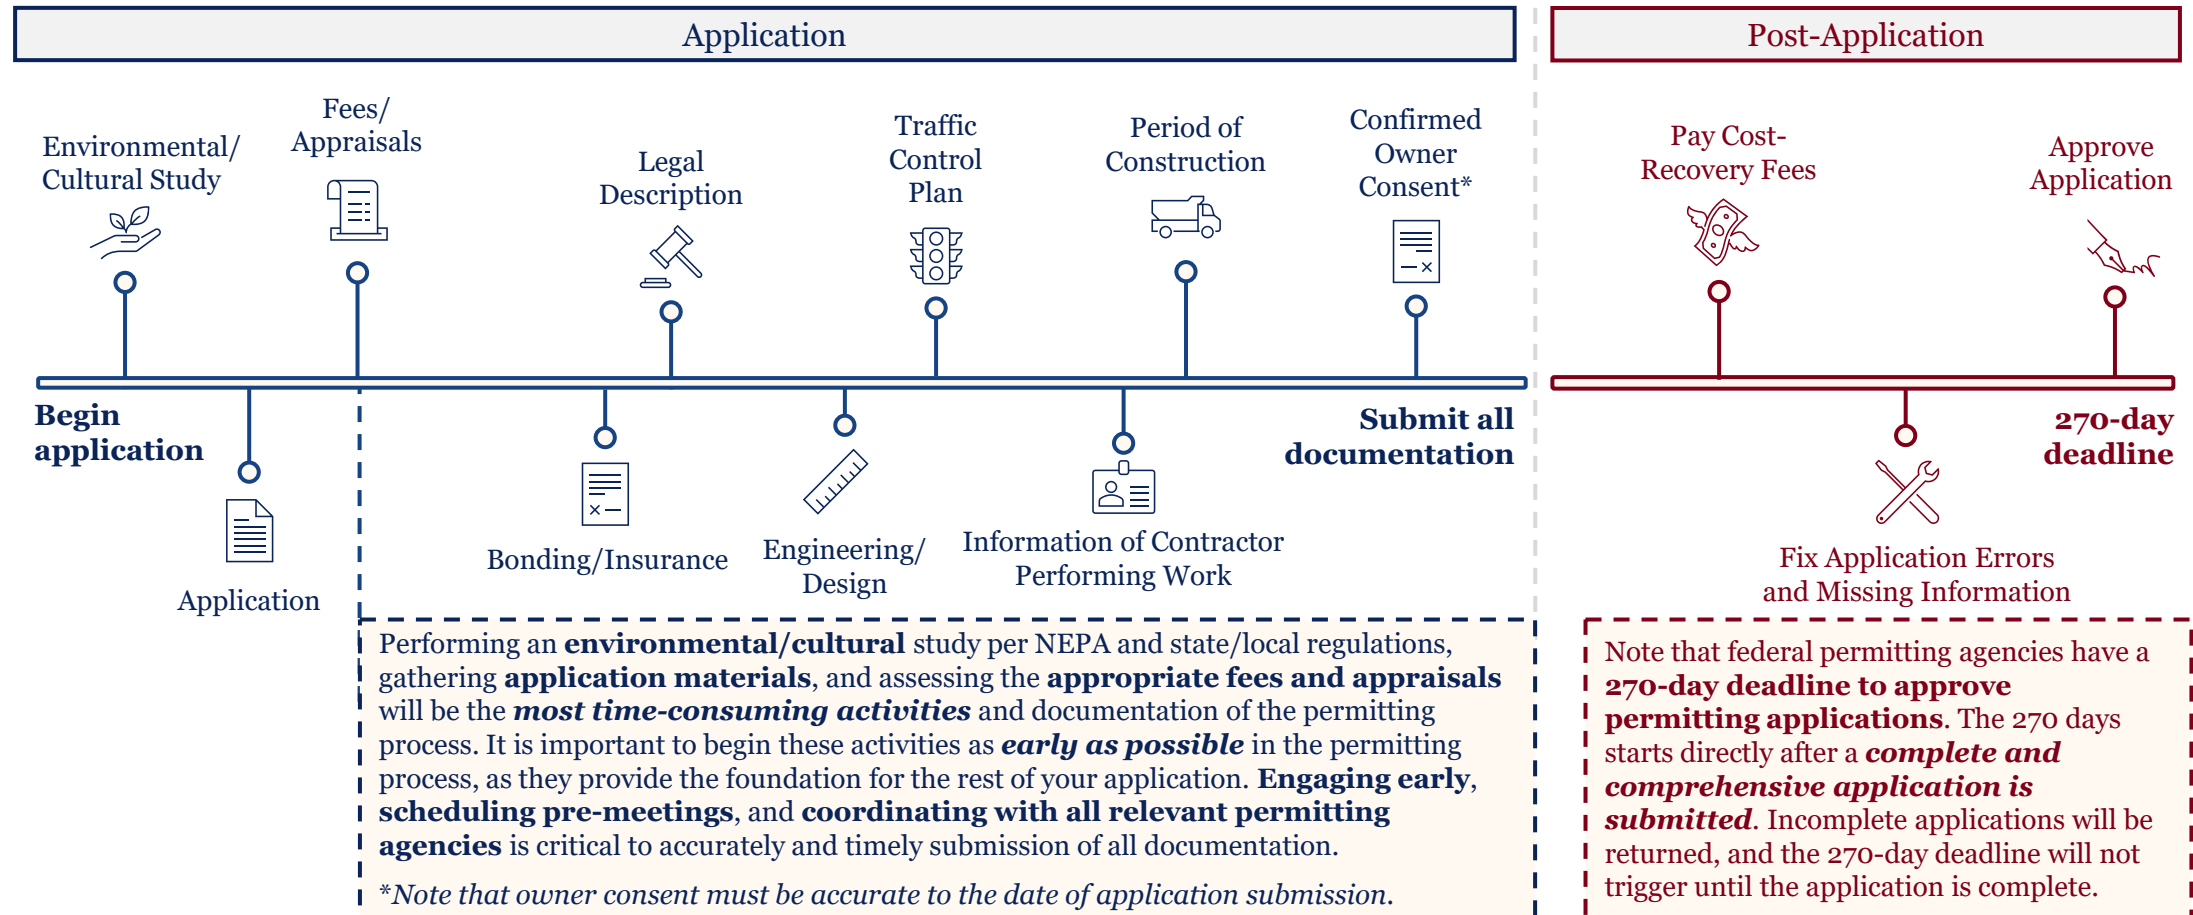 Application
Environmental/
Cultural Study
Fees/
Appraisals
Legal
Description
Traffic
Control
Plan
Period of
Construction
Confirmed
Owner
Consent*
Begin
application
Submit all
documentation
Application
Bonding/Insurance
Engineering/
Design
Information of Contractor
Performing Work
Performing an environmental/cultural study per NEPA and state/local regulations,
gathering application materials, and assessing the appropriate fees and appraisals
will be the most time-consuming activities and documentation of the permitting
process. It is important to begin these activities as early as possible in the permitting
process, as they provide the foundation for the rest of your application. Engaging early,
scheduling pre-meetings, and coordinating with all relevant permitting
agencies is critical to accurately and timely submission of all documentation.
*Note that owner consent must be accurate to the date of application submission.
Post-Application
Pay Cost-
Recovery Fees
Approve
Application
270-day
deadline
Fix Application Errors
and Missing Information
Note that federal permitting agencies have a
270-day deadline to approve
permitting applications. The 270 days
starts directly after a complete and
comprehensive application is
submitted. Incomplete applications will be
returned, and the 270-day deadline will not
trigger until the application is complete.